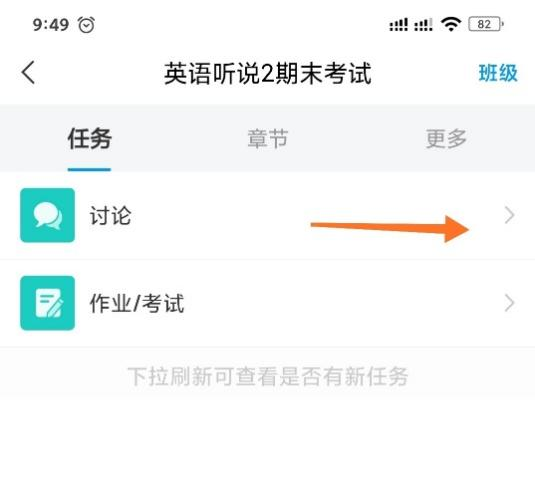 9:49 82
英语听说2期末考试 班级
任务 章节 更多
讨论
作业/考试
下拉刷新可查看是否有新任务